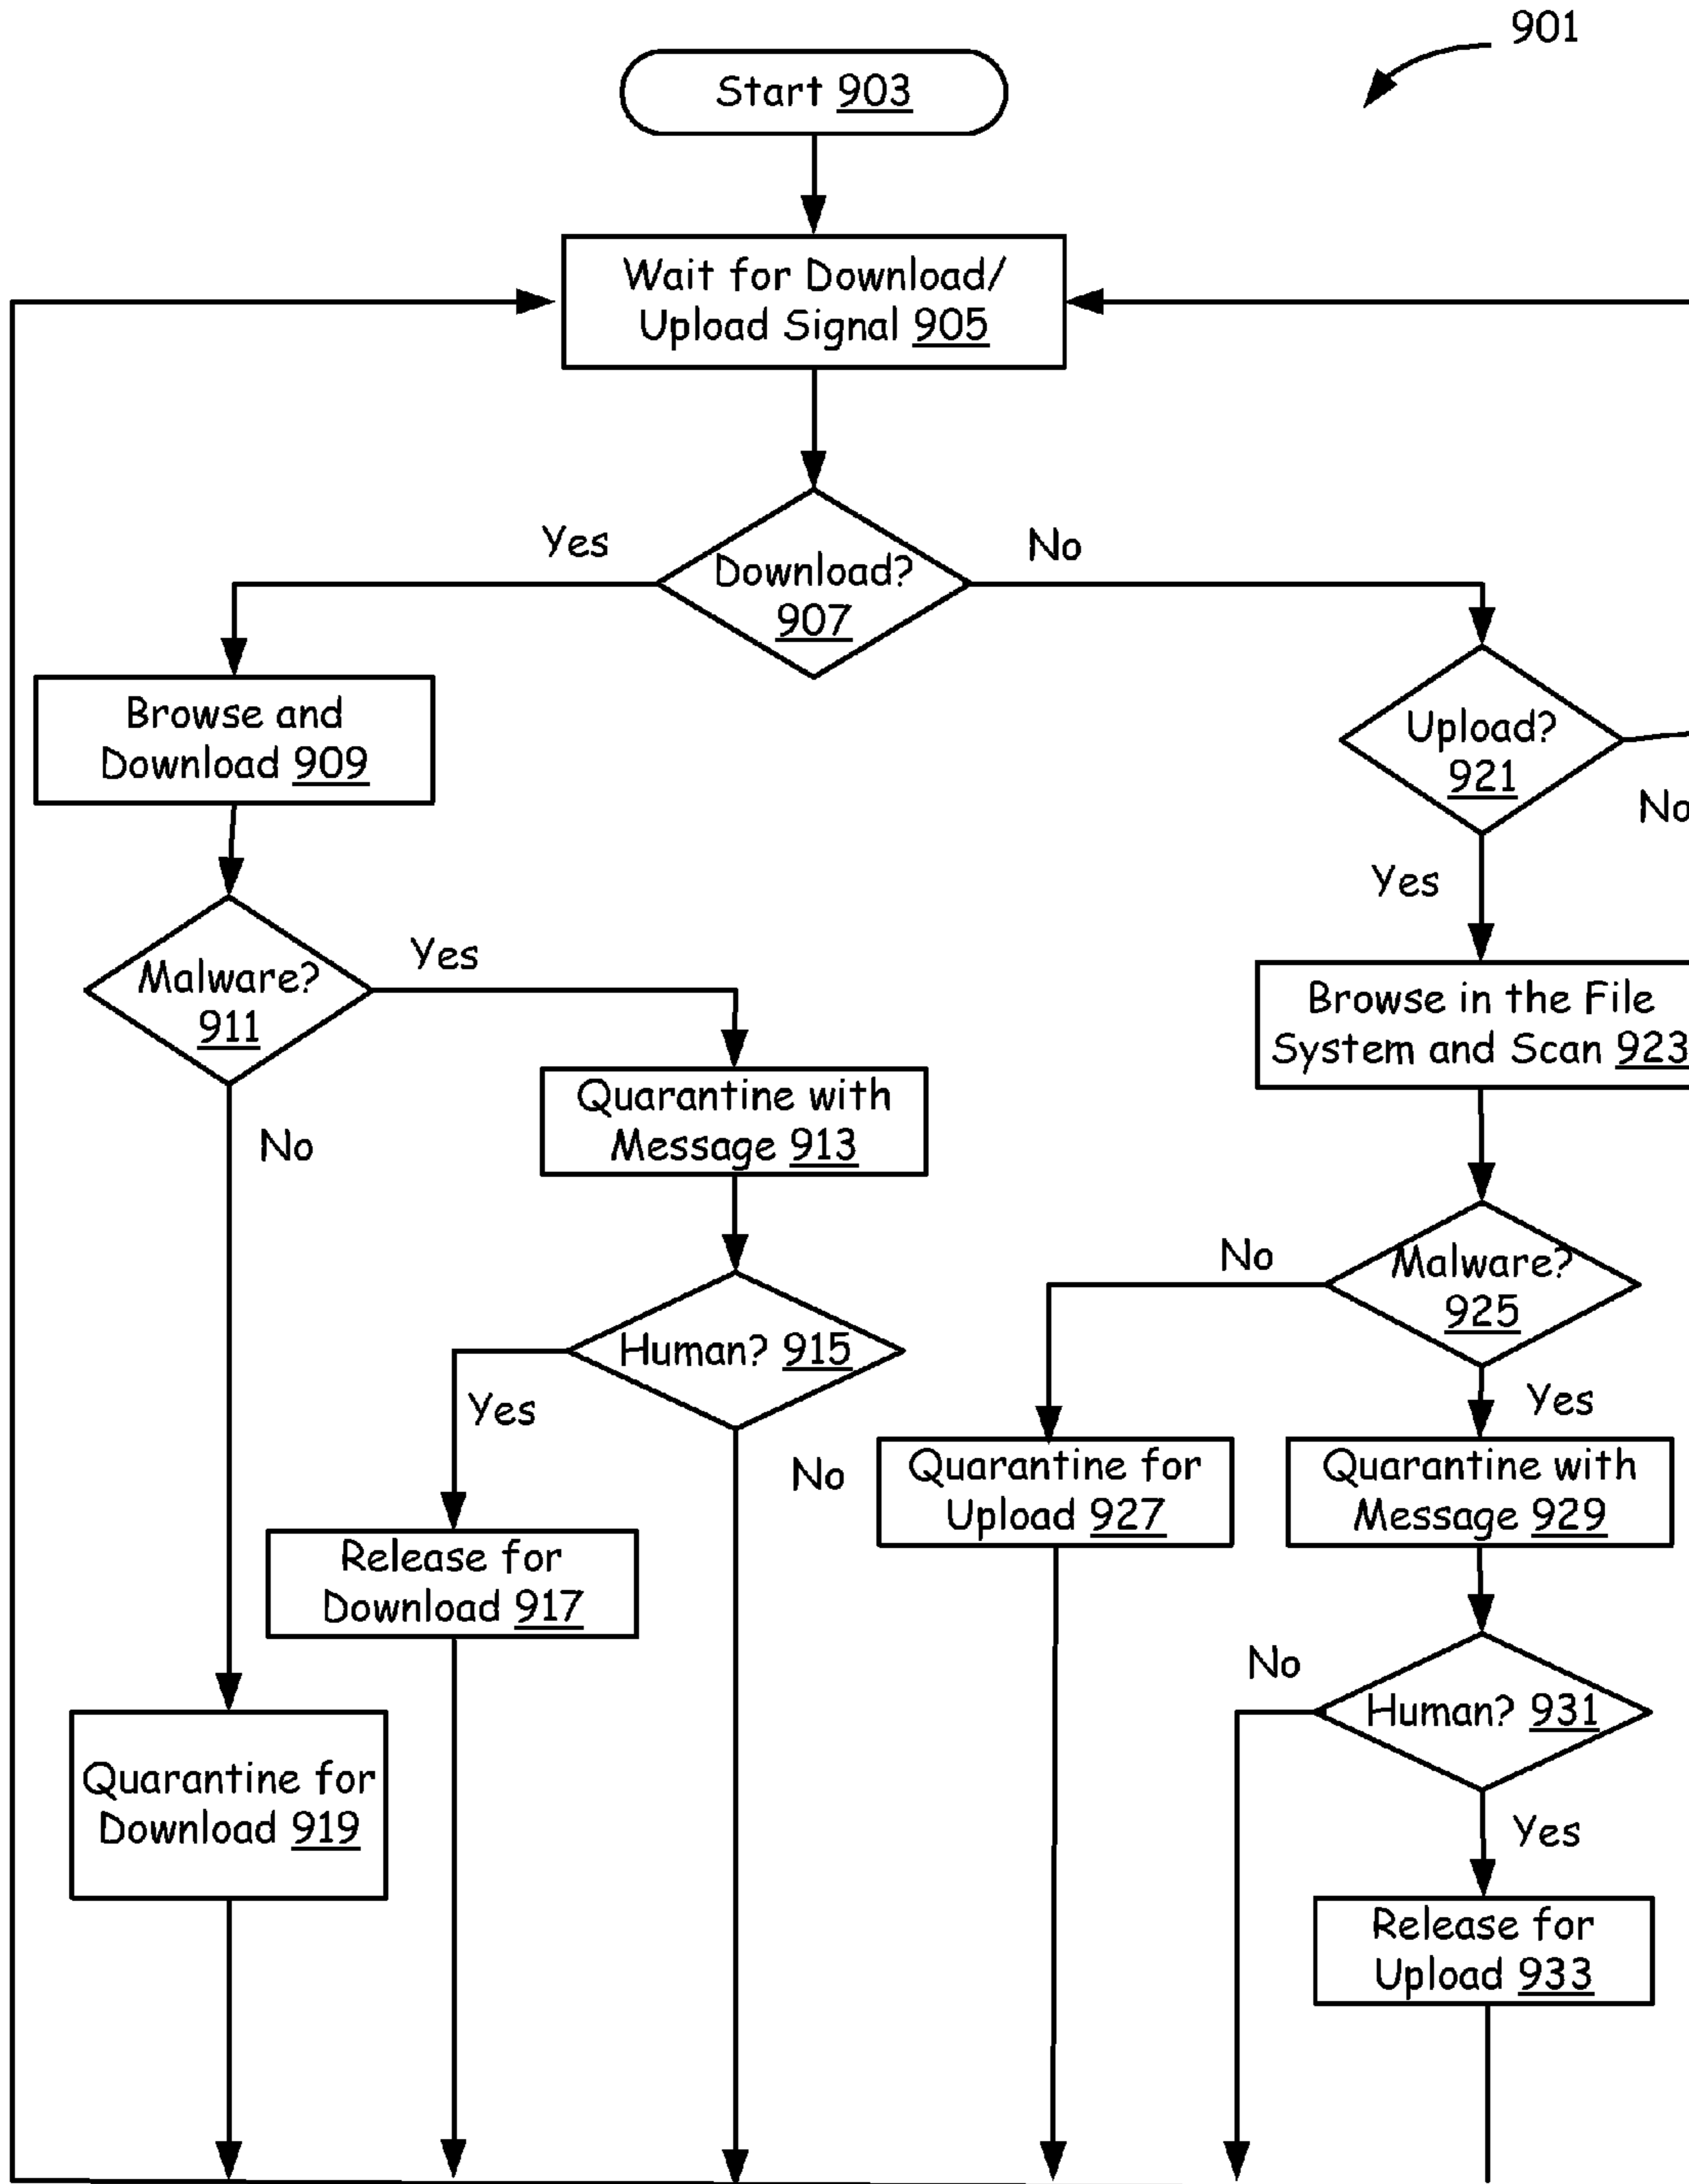 901
Start 903
Wait for Download/
Upload Signal 905
Yes
No
Download?
907
Browse and
Download 909
Upload?
921
No
Yes
Malware?
911
Yes
Browse in the File
System and Scan 923
Quarantine with
Message 913
No
No
Malware?
925
Human? 915
Yes
Yes
No
Quarantine for
Upload 927
Quarantine with
Message 929
Release for
Download 917
No
Human? 931
Quarantine for
Download 919
Yes
Release for
Upload 933